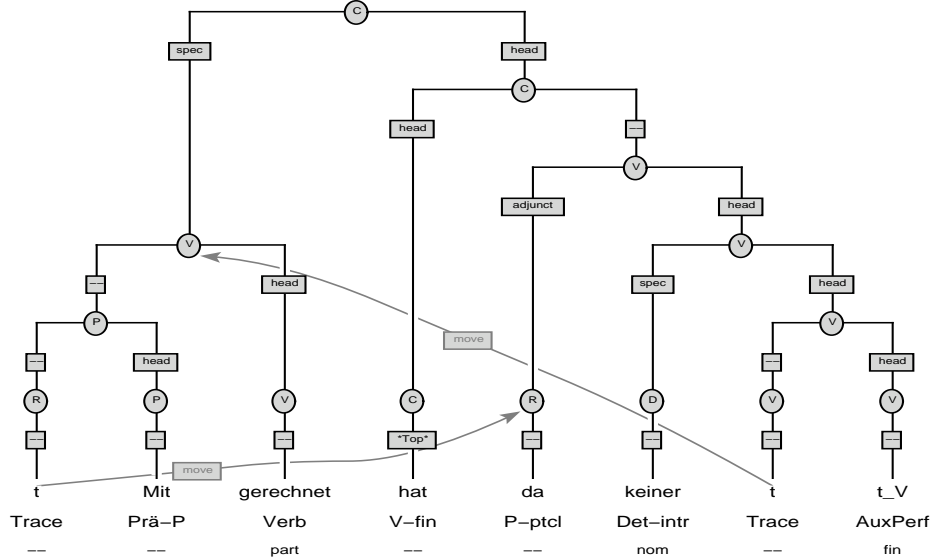 C
spec head
C
head --
V
adjunct head
V V
-- head spec head
P move V
-- head -- head
R P V C R D V V
-- -- -- *Top* -- -- -- --
move
t Mit gerechnet hat da keiner t t_V
Trace Prä-P Verb V-fin P-ptcl Det-intr Trace AuxPerf
-- -- part -- -- nom -- fin